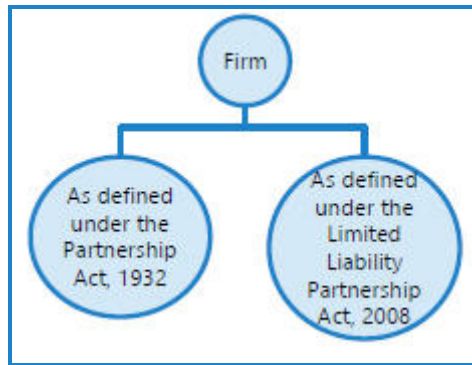 Firm
As defined
under the
Partnership
Act, 1932
As defined
under the
Limited
Liability
Partnership
Act, 2008